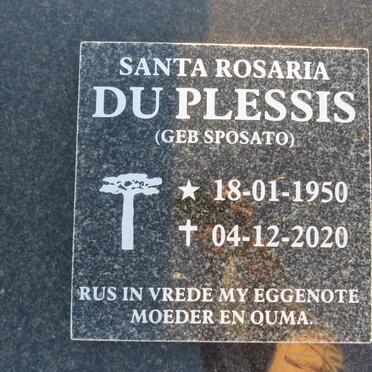 SANTA ROSARIA
DU PLESSIS
(GEB SPOSATO)
★ 18-01-1950
✝ 04-12-2020
RUS IN VREDE MY EGGENOTE
MOEDER EN OUMA.